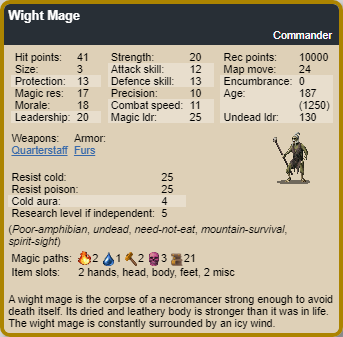 Wight Mage
Commander
Hit points: 41 Strength: 20 Rec points: 10000
Size: 3 Attack skill: 12 Map move: 24
Protection: 13 Defence skill: 13 Encumbrance: 0
Magic res: 17 Precision: 10 Age: 187
Morale: 18 Combat speed: 11 (1250)
Leadership: 20 Magic ldr: 25 Undead ldr: 130
Weapons: Armor:
Quarterstaff Furs
Resist cold: 25
Resist poison: 25
Cold aura: 4
Research level if independent: 5
(Poor-amphibian, undead, need-not-eat, mountain-survival,
spirit-sight)
Magic paths: 2 1 2 3 21
Item slots: 2 hands, head, body, feet, 2 misc
A wight mage is the corpse of a necromancer strong enough to avoid
death itself. Its dried and leathery body is stronger than it was in life.
The wight mage is constantly surrounded by an icy wind.